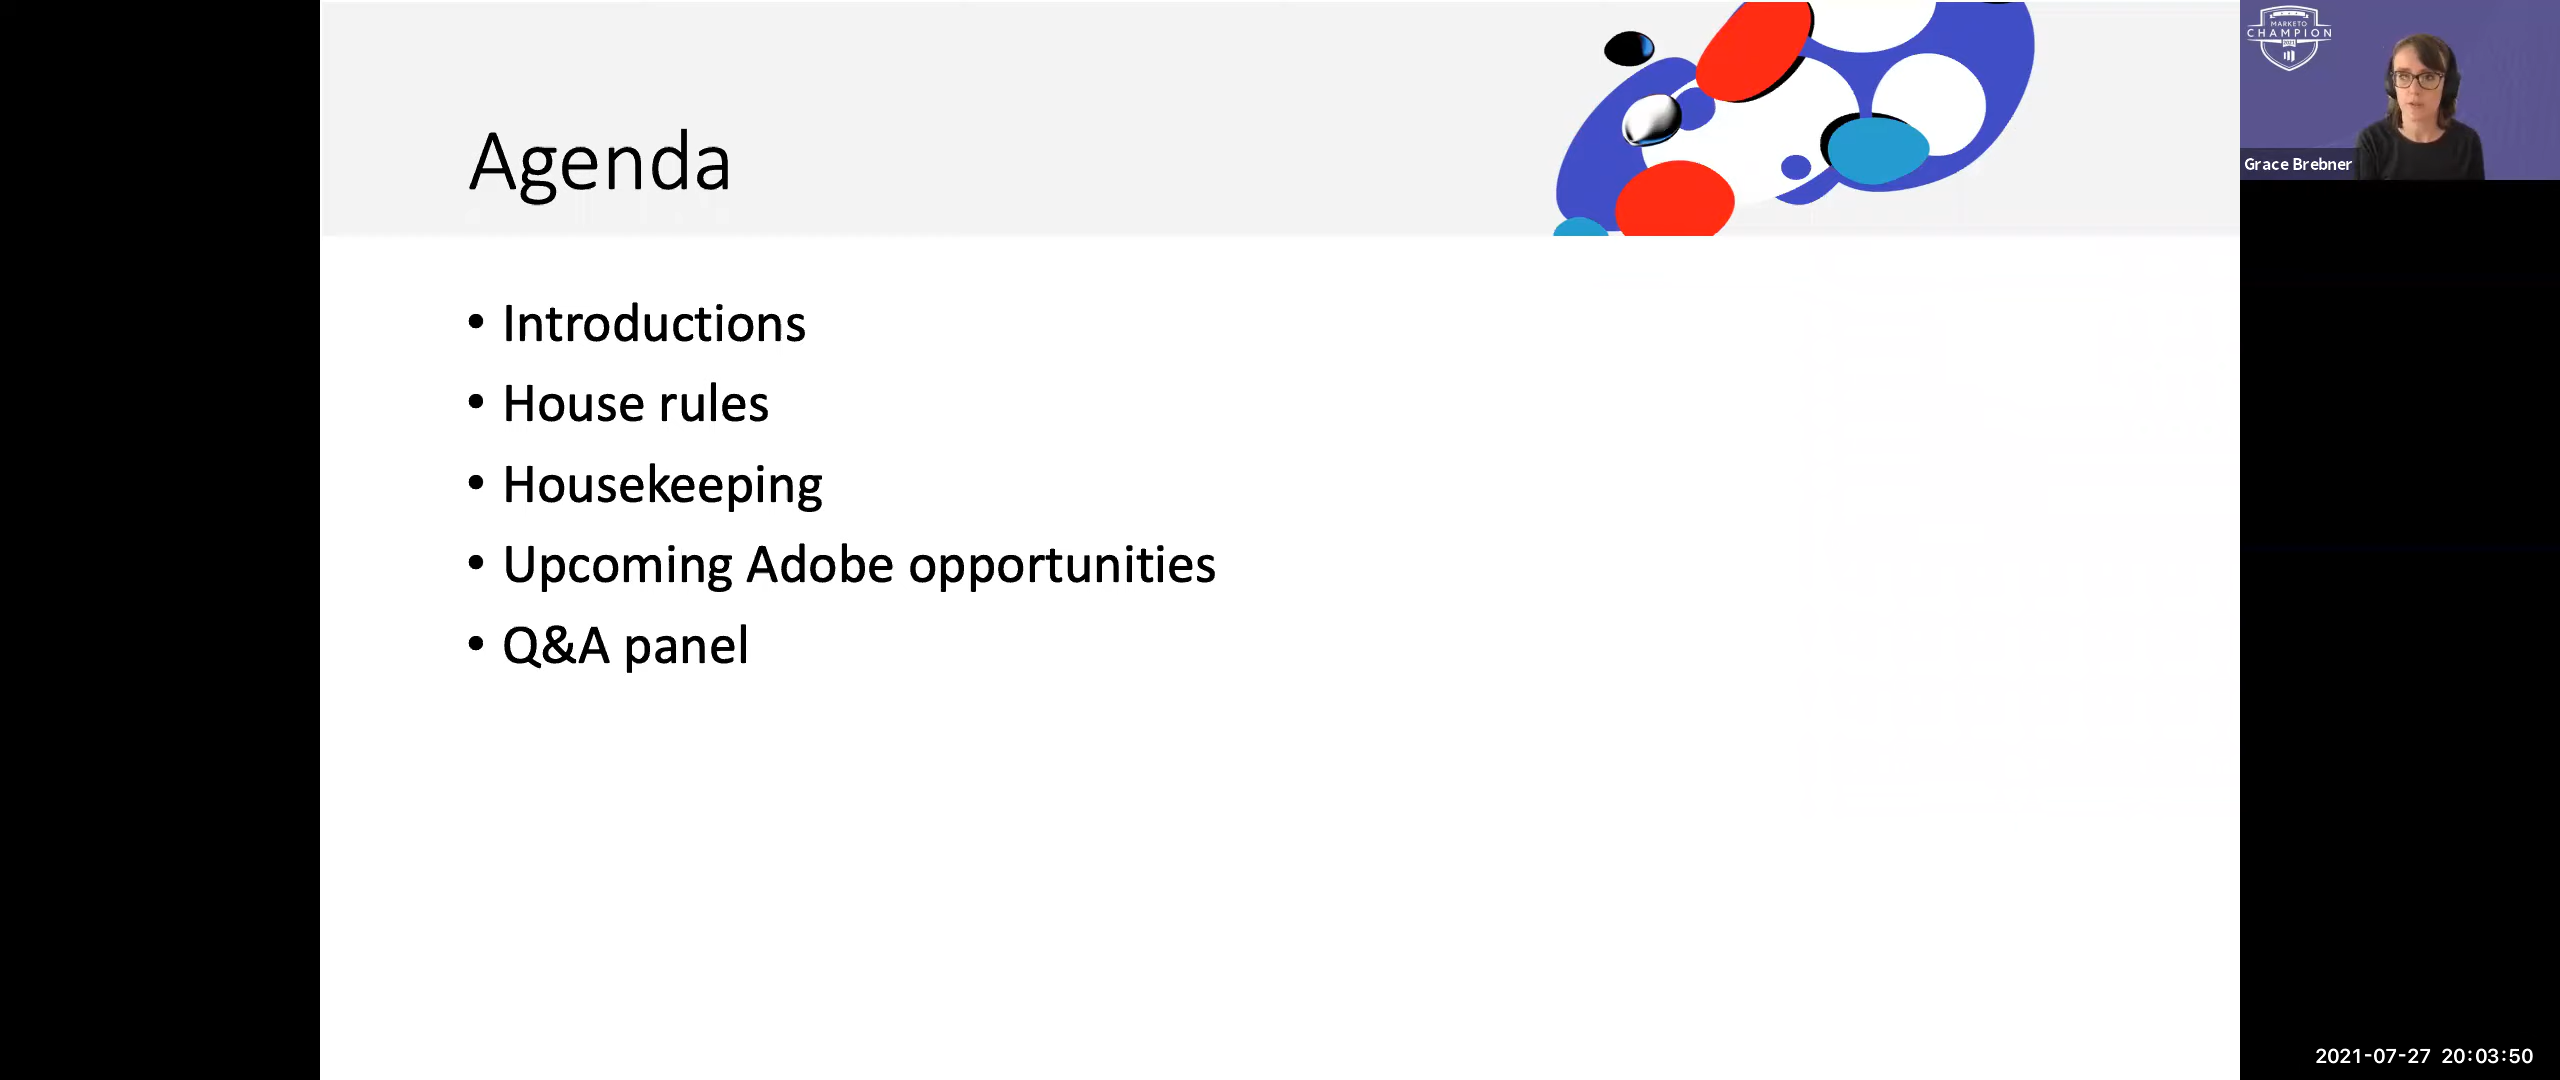 Agenda
• Introductions
• House rules
• Housekeeping
• Upcoming Adobe opportunities
• Q&A panel
MARKETO
CHAMPION
Grace Brebner
2021-07-27 20:03:50